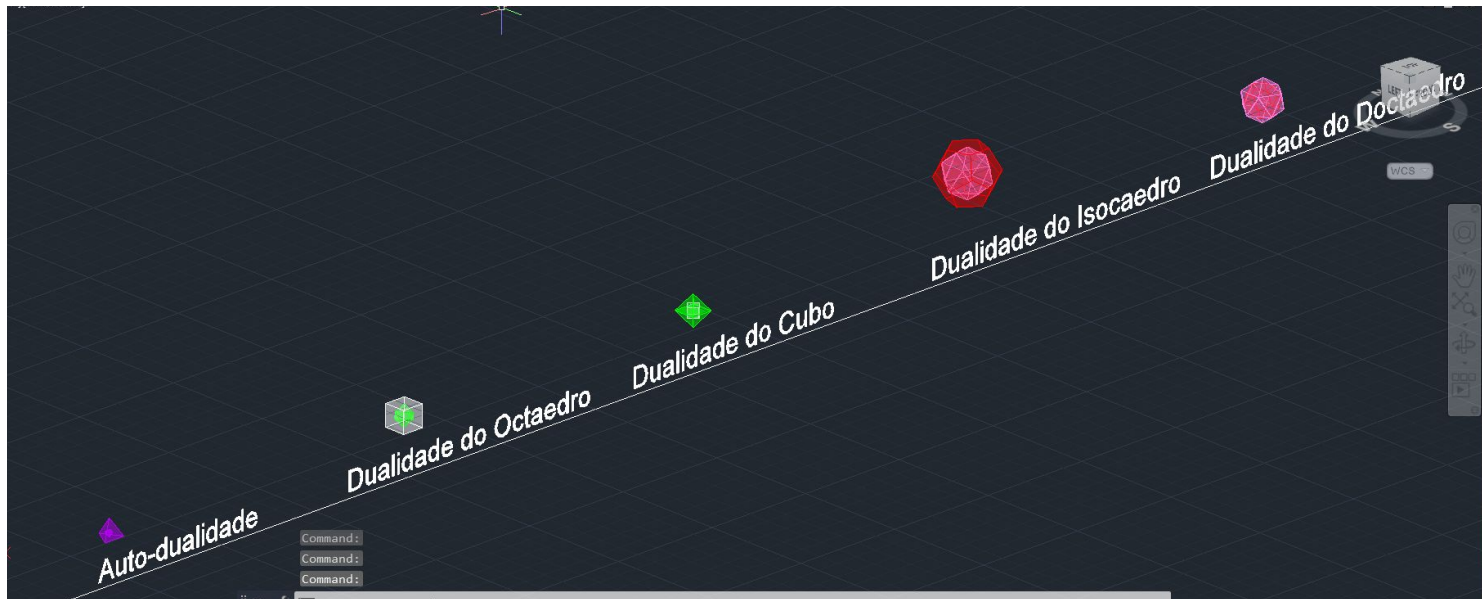 Auto-dualidade
Dualidade do Octaedro
Dualidade do Cubo
Dualidade do Isocaedro
Dualidade do Doctaedro
WCS
S
Command:
Command:
Command: